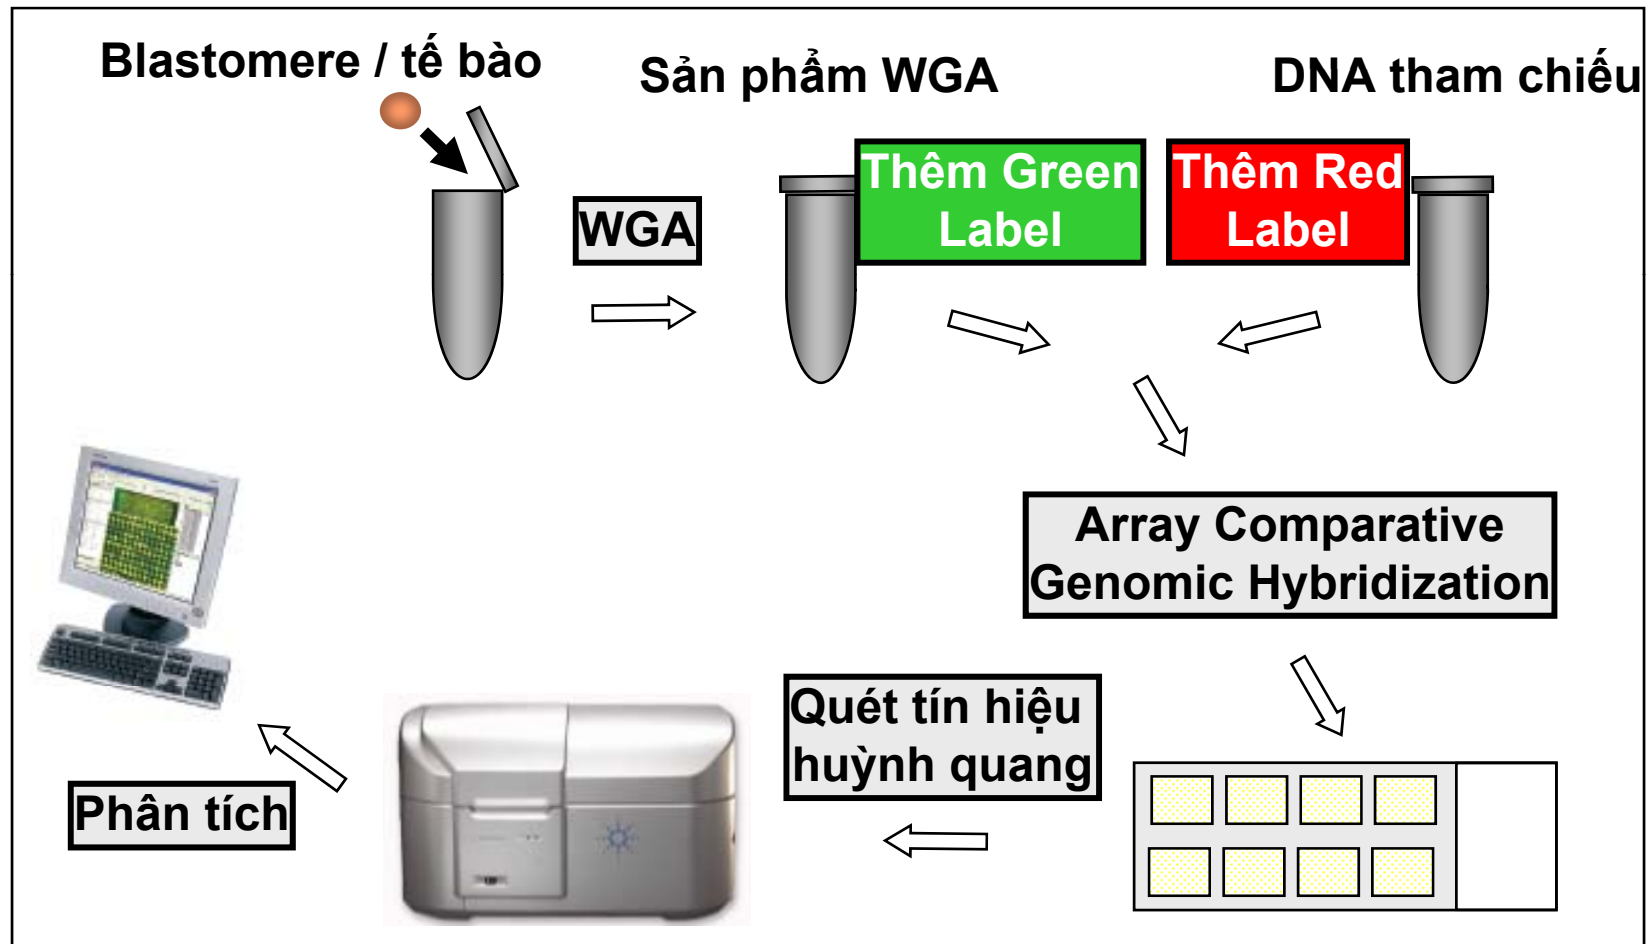 Blastomere / tế bào
Sản phẩm WGA
DNA tham chiếu
WGA
Thêm Green
Label
Thêm Red
Label
Array Comparative
Genomic Hybridization
Quét tín hiệu
huỳnh quang
Phân tích